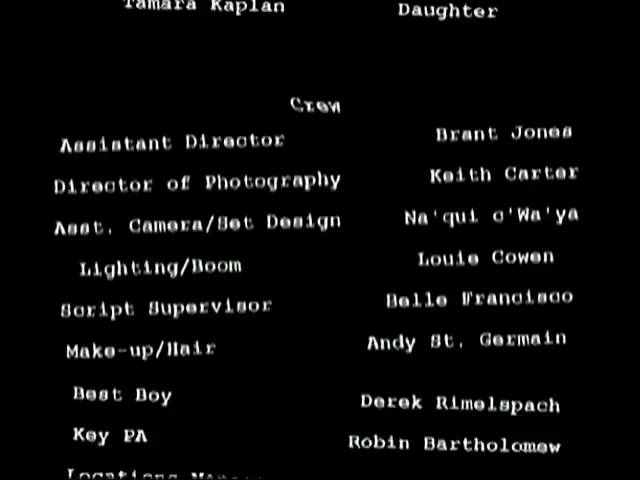 Tamara Kaplan Daughter
Crew
Assistant Director Brant Jones
Director of Photography Keith Carter
Asst. Camera/Set Design Na'qui c'Wa'ya
Lighting/Boom Louie Cowen
Script Supervisor Belle Francisco
Make-up/Hair Andy St. Germain
Best Boy Derek Rimelspach
Key PA Robin Bartholomew
Locations